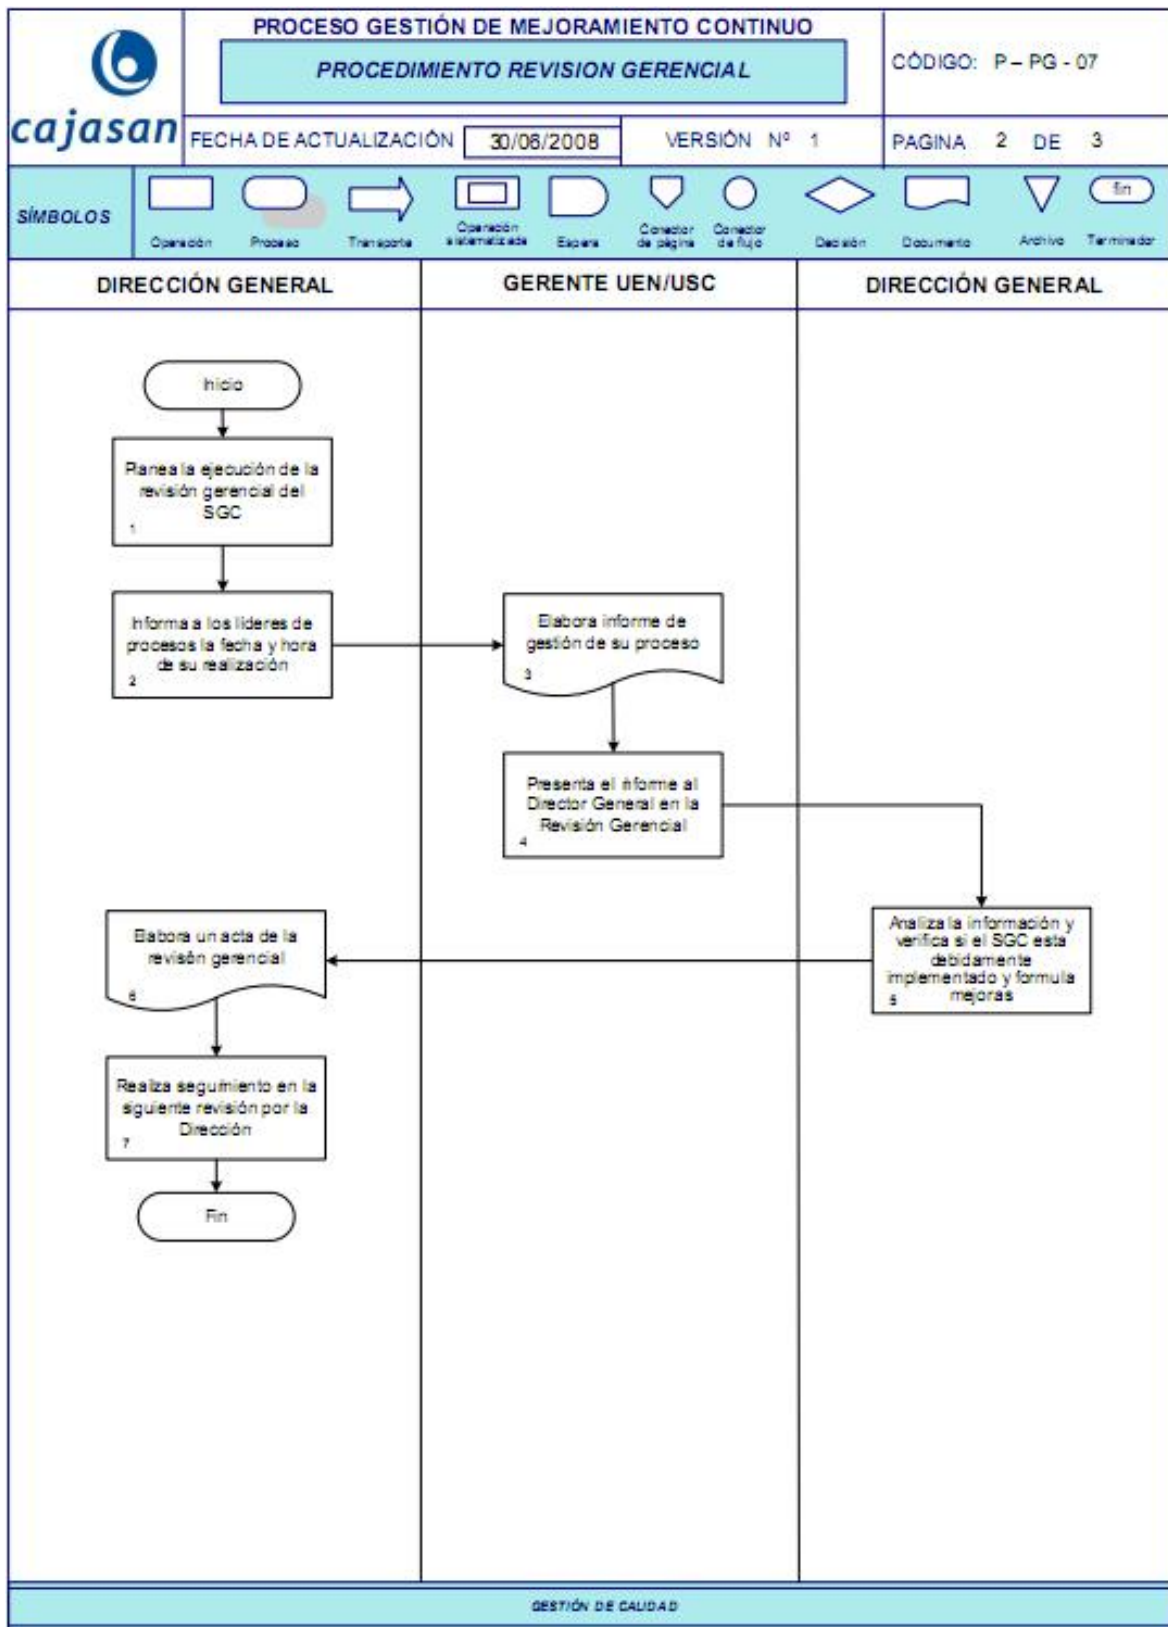 PROCESO GESTIÓN DE MEJORAMIENTO CONTINUO
PROCEDIMIENTO REVISION GERENCIAL
CÓDIGO: P – PG - 07
cajasan
FECHA DE ACTUALIZACIÓN 30/06/2008 VERSIÓN Nº 1 PAGINA 2 DE 3
SÍMBOLOS
Operación
Proceso
Transporte
Operación
sistematizada
Espera
Conector
de página
Conector
de flujo
Decisión
Documento
Archivo
fin
Terminador
DIRECCIÓN GENERAL
GERENTE UEN/USC
DIRECCIÓN GENERAL
Inicio
Planea la ejecución de la
revisión gerencial del
SGC
1
Informa a los líderes de
procesos la fecha y hora
de su realización
2
Elabora informe de
gestión de su proceso
3
Presenta el informe al
Director General en la
Revisión Gerencial
4
Analiza la información y
verifica si el SGC esta
debidamente
implementado y formula
mejoras
5
Elabora un acta de la
revisón gerencial
6
Realiza seguimiento en la
siguiente revisión por la
Dirección
7
Fin
GESTIÓN DE CALIDAD